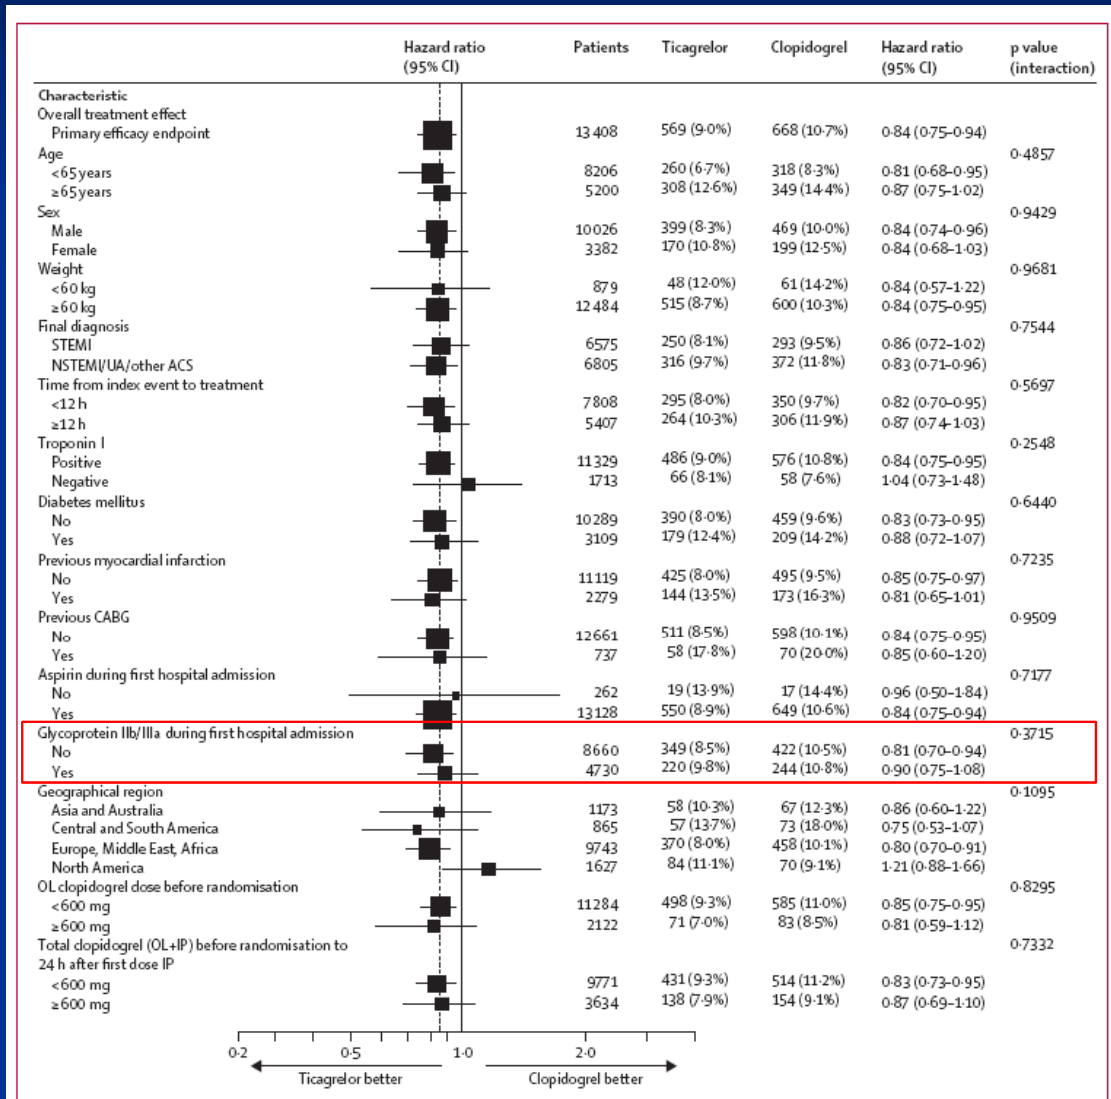 Hazard ratio (95% CI) Patients Ticagrelor Clopidogrel Hazard ratio (95% CI) p value (interaction)
Characteristic
Overall treatment effect
Primary efficacy endpoint 13 408 569 (9·0%) 668 (10·7%) 0·84 (0·75–0·94)
Age 0·4857
<65 years 8206 260 (6·7%) 318 (8·3%) 0·81 (0·68–0·95)
≥65 years 5200 308 (12·6%) 349 (14·4%) 0·87 (0·75–1·02)
Sex 0·9429
Male 10 026 399 (8·3%) 469 (10·0%) 0·84 (0·74–0·96)
Female 3382 170 (10·8%) 199 (12·5%) 0·84 (0·68–1·03)
Weight 0·9681
<60 kg 879 48 (12·0%) 61 (14·2%) 0·84 (0·57–1·22)
≥60 kg 12 484 515 (8·7%) 600 (10·3%) 0·84 (0·75–0·95)
Final diagnosis 0·7544
STEMI 6575 250 (8·1%) 293 (9·5%) 0·86 (0·72–1·02)
NSTEMI/UA/other ACS 6805 316 (9·7%) 372 (11·8%) 0·83 (0·71–0·96)
Time from index event to treatment 0·5697
<12 h 7808 295 (8·0%) 350 (9·7%) 0·82 (0·70–0·95)
≥12 h 5407 264 (10·3%) 306 (11·9%) 0·87 (0·74–1·03)
Troponin I 0·2548
Positive 11 329 486 (9·0%) 576 (10·8%) 0·84 (0·75–0·95)
Negative 1713 66 (8·1%) 58 (7·6%) 1·04 (0·73–1·48)
Diabetes mellitus 0·6440
No 10 289 390 (8·0%) 459 (9·6%) 0·83 (0·73–0·95)
Yes 3109 179 (12·4%) 209 (14·2%) 0·88 (0·72–1·07)
Previous myocardial infarction 0·7235
No 11 119 425 (8·0%) 495 (9·5%) 0·85 (0·75–0·97)
Yes 2279 144 (13·5%) 173 (16·3%) 0·81 (0·65–1·01)
Previous CABG 0·9509
No 12 661 511 (8·5%) 598 (10·1%) 0·84 (0·75–0·95)
Yes 737 58 (17·8%) 70 (20·0%) 0·85 (0·60–1·20)
Aspirin during first hospital admission 0·7177
No 262 19 (13·9%) 17 (14·4%) 0·96 (0·50–1·84)
Yes 13 128 550 (8·9%) 649 (10·6%) 0·84 (0·75–0·94)
Glycoprotein IIb/IIIa during first hospital admission 0·3715
No 8660 349 (8·5%) 422 (10·5%) 0·81 (0·70–0·94)
Yes 4730 220 (9·8%) 244 (10·8%) 0·90 (0·75–1·08)
Geographical region 0·1095
Asia and Australia 1173 58 (10·3%) 67 (12·3%) 0·86 (0·60–1·22)
Central and South America 865 57 (13·7%) 73 (18·0%) 0·75 (0·53–1·07)
Europe, Middle East, Africa 9743 370 (8·0%) 458 (10·1%) 0·80 (0·70–0·91)
North America 1627 84 (11·1%) 70 (9·1%) 1·21 (0·88–1·66)
OL clopidogrel dose before randomisation 0·8295
<600 mg 11 284 498 (9·3%) 585 (11·0%) 0·85 (0·75–0·95)
≥600 mg 2122 71 (7·0%) 83 (8·5%) 0·81 (0·59–1·12)
Total clopidogrel (OL+IP) before randomisation to 0·7332
24 h after first dose IP
<600 mg 9771 431 (9·3%) 514 (11·2%) 0·83 (0·73–0·95)
≥600 mg 3634 138 (7·9%) 154 (9·1%) 0·87 (0·69–1·10)
0·2 0·5 1·0 2·0
Ticagrelor better Clopidogrel better